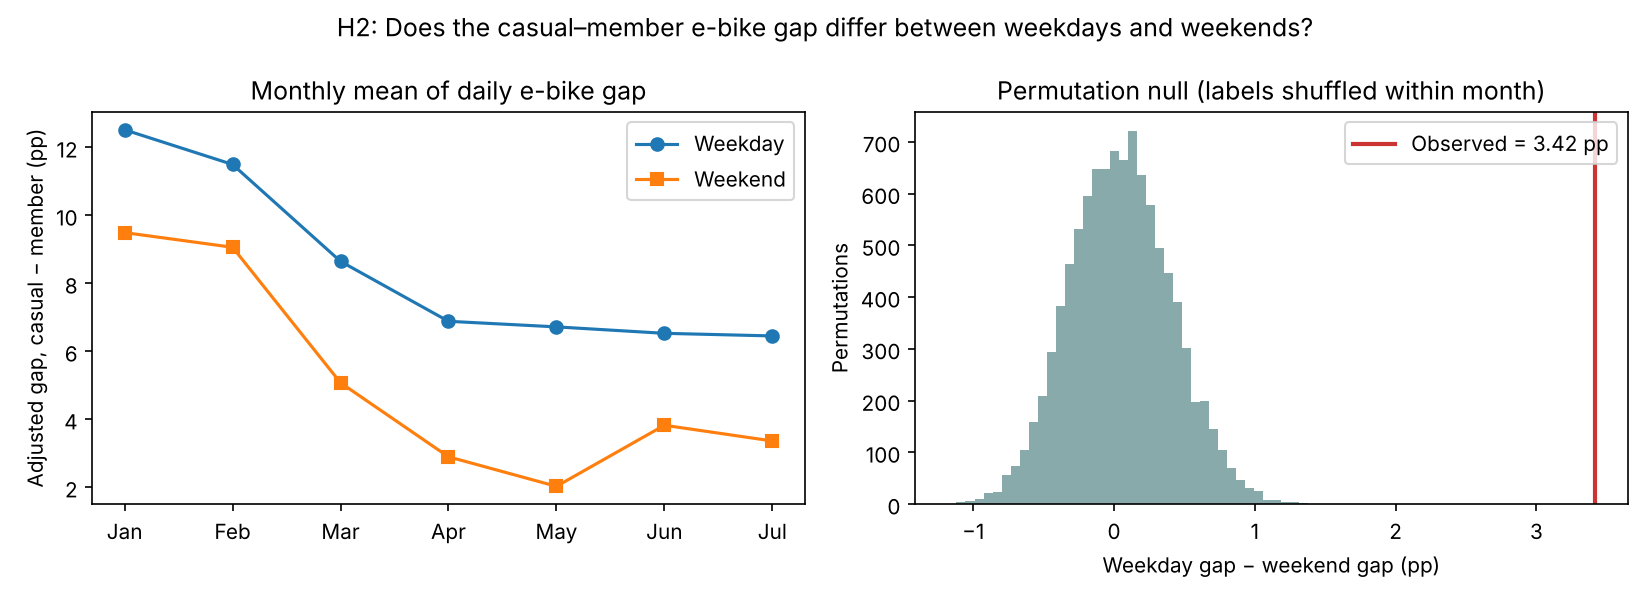 H2: Does the casual–member e-bike gap differ between weekdays and weekends?
Monthly mean of daily e-bike gap
Adjusted gap, casual − member (pp)
12
10
8
6
4
2
Weekday
Weekend
Jan Feb Mar Apr May Jun Jul
Permutation null (labels shuffled within month)
Permutations
700
600
500
400
300
200
100
0
Observed = 3.42 pp
−1 0 1 2 3
Weekday gap − weekend gap (pp)